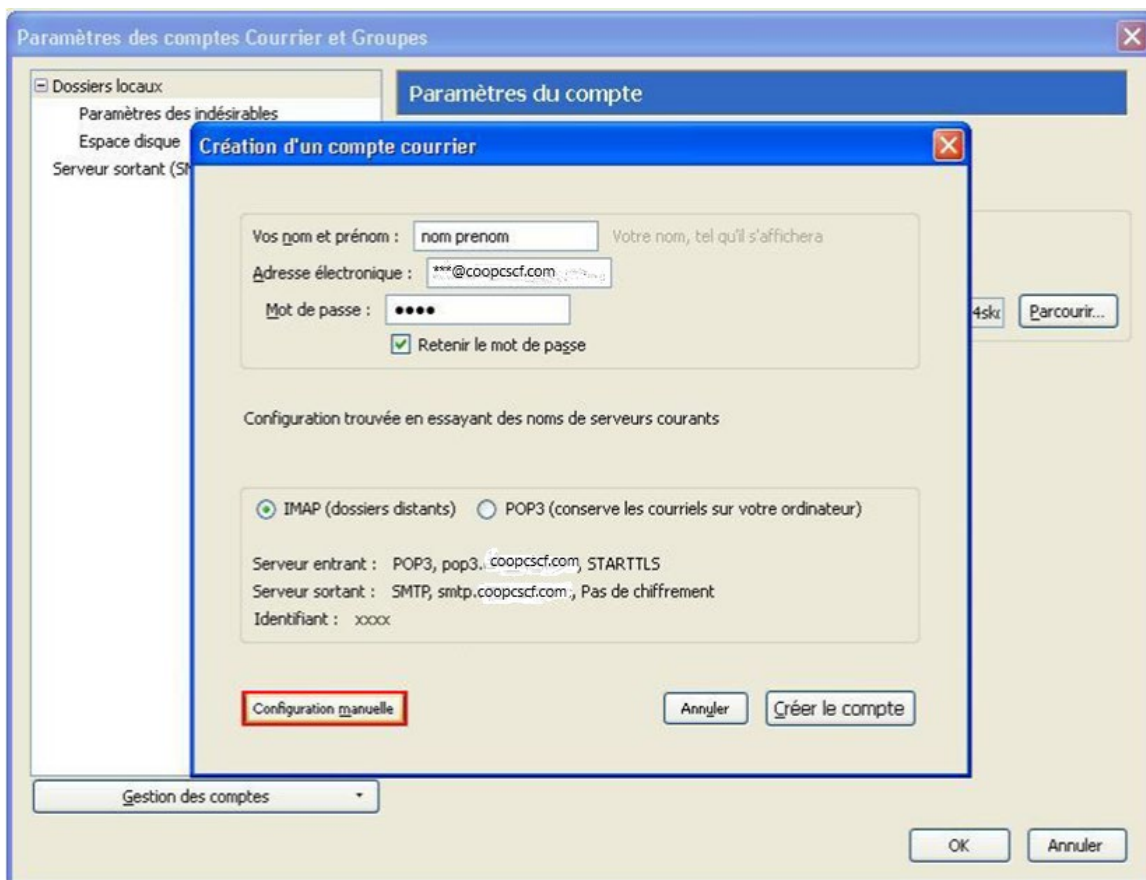 Paramètres des comptes Courrier et Groupes
Dossiers locaux
Paramètres des indésirables
Espace disque
Serveur sortant (SM
Paramètres du compte
Création d'un compte courrier
Vos nom et prénom : nom prenom Votre nom, tel qu'il s'affichera
Adresse électronique : ***@coopcscf.com
Mot de passe : ••••
Retenir le mot de passe
4sk Parcourir...
Configuration trouvée en essayant des noms de serveurs courants
IMAP (dossiers distants) POP3 (conserve les courriels sur votre ordinateur)
Serveur entrant : POP3, pop3.coopcscf.com, STARTTLS
Serveur sortant : SMTP, smtp.coopcscf.com, Pas de chiffrement
Identifiant : xxxx
Configuration manuelle Annuler Créer le compte
Gestion des comptes
OK Annuler